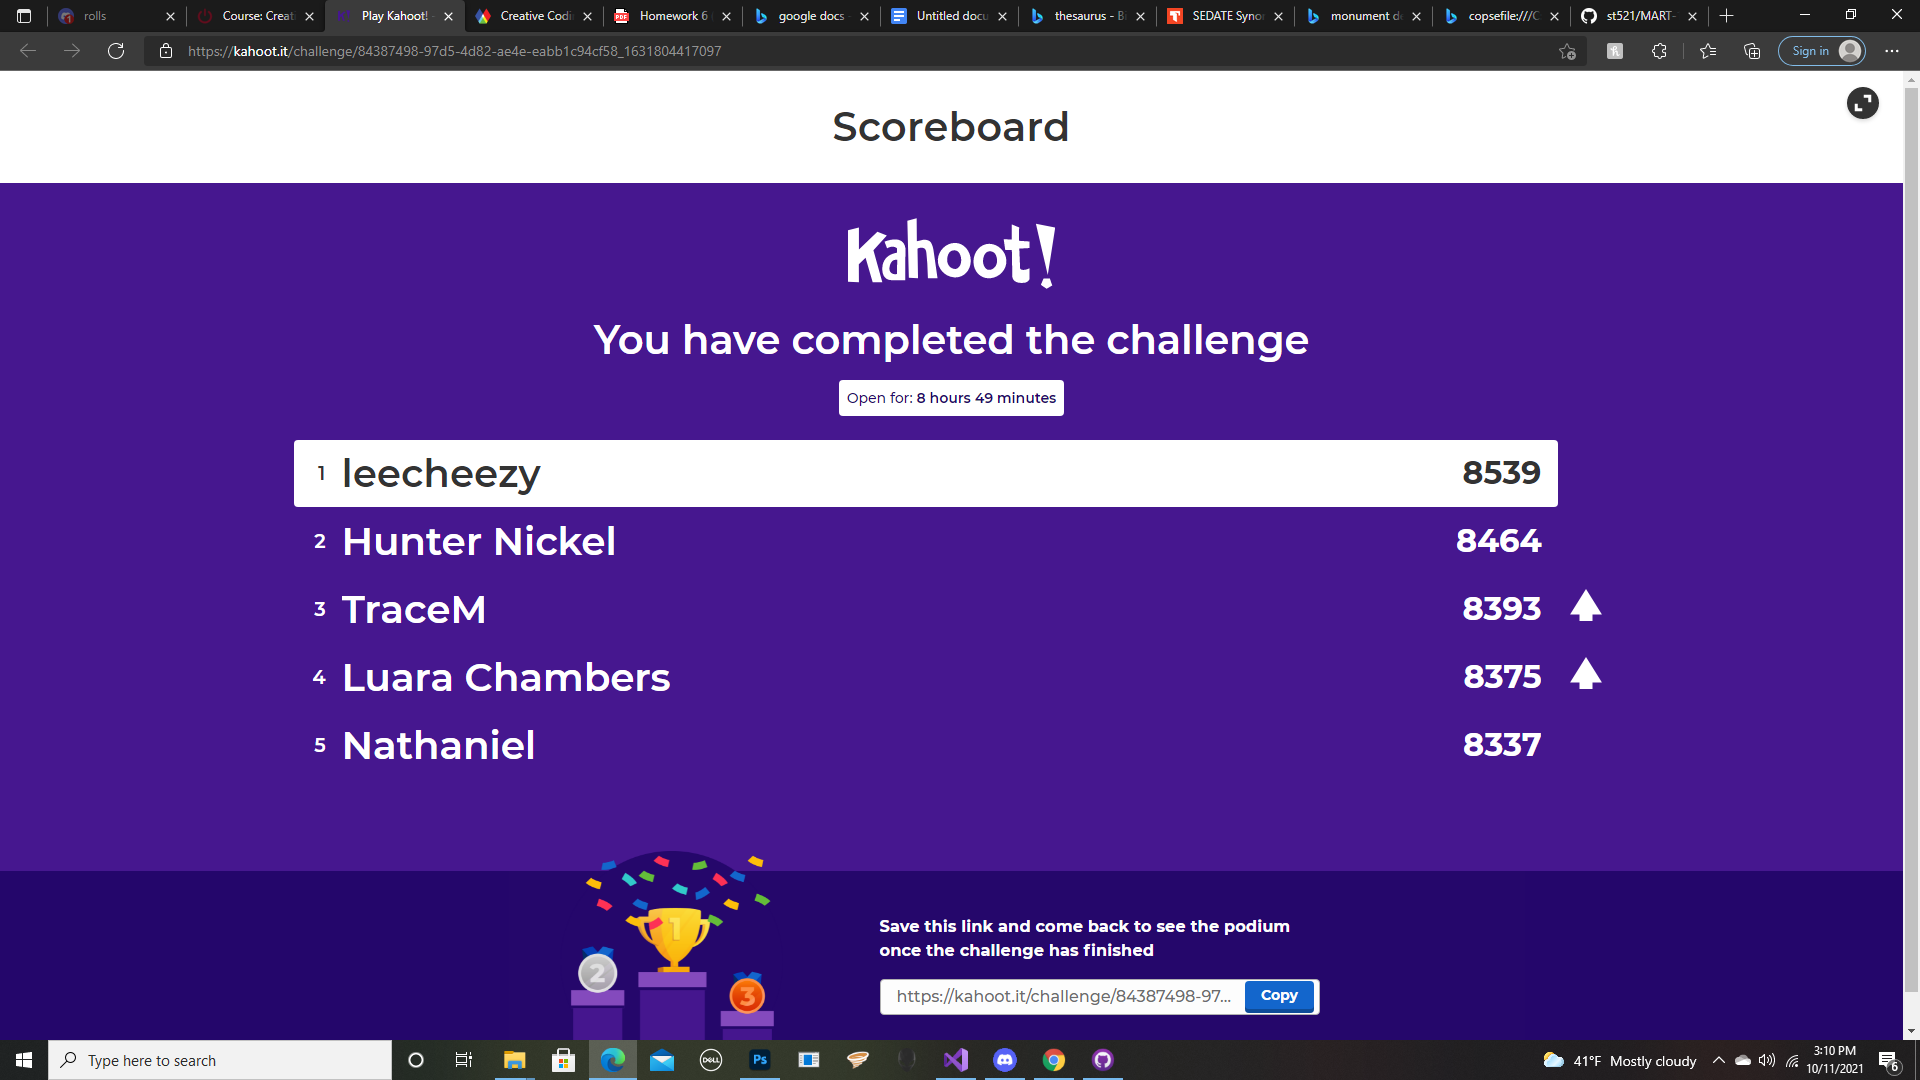 rolls
Course: Creati
Play Kahoot! -
Creative Codi
Homework 6
google docs -
Untitled docu
thesaurus - B
SEDATE Synon
monument de
copsefile:///C
st521/MART-
https://kahoot.it/challenge/84387498-97d5-4d82-ae4e-eabb1c94cf58_1631804417097
Sign in
Scoreboard
Kahoot!
You have completed the challenge
Open for: 8 hours 49 minutes
1 leecheezy 8539
2 Hunter Nickel 8464
3 TraceM 8393
4 Luara Chambers 8375
5 Nathaniel 8337
1
2
3
Save this link and come back to see the podium
once the challenge has finished
https://kahoot.it/challenge/84387498-97... Copy
Type here to search
DELL
Ps
41°F Mostly cloudy
3:10 PM
10/11/2021
6